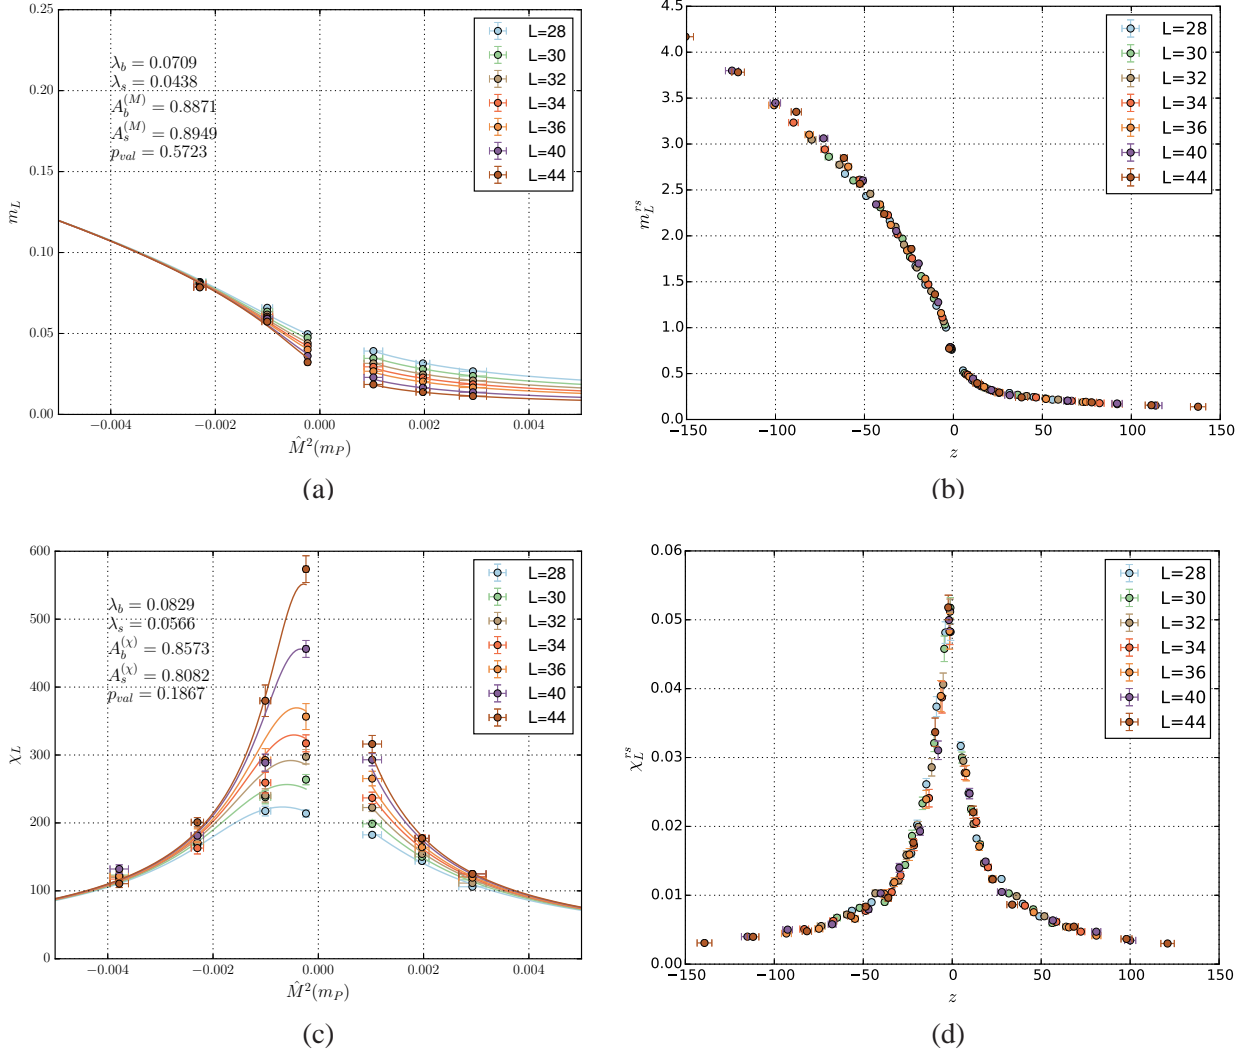 0.25
0.20
0.15
0.10
0.05
0.00
m_L
λ_b = 0.0709
λ_s = 0.0438
A_b^(M) = 0.8871
A_s^(M) = 0.8949
p_val = 0.5723
L=28
L=30
L=32
L=34
L=36
L=40
L=44
−0.004 −0.002 0.000 0.002 0.004
M̂²(m_P)
(a)
4.5
4.0
3.5
3.0
2.5
2.0
1.5
1.0
0.5
0.0
m_L^rs
L=28
L=30
L=32
L=34
L=36
L=40
L=44
−150 −100 −50 0 50 100 150
z
(b)
600
500
400
300
200
100
0
χ_L
λ_b = 0.0829
λ_s = 0.0566
A_b^(χ) = 0.8573
A_s^(χ) = 0.8082
p_val = 0.1867
L=28
L=30
L=32
L=34
L=36
L=40
L=44
−0.004 −0.002 0.000 0.002 0.004
M̂²(m_P)
(c)
0.06
0.05
0.04
0.03
0.02
0.01
0.00
χ_L^rs
L=28
L=30
L=32
L=34
L=36
L=40
L=44
−150 −100 −50 0 50 100 150
z
(d)